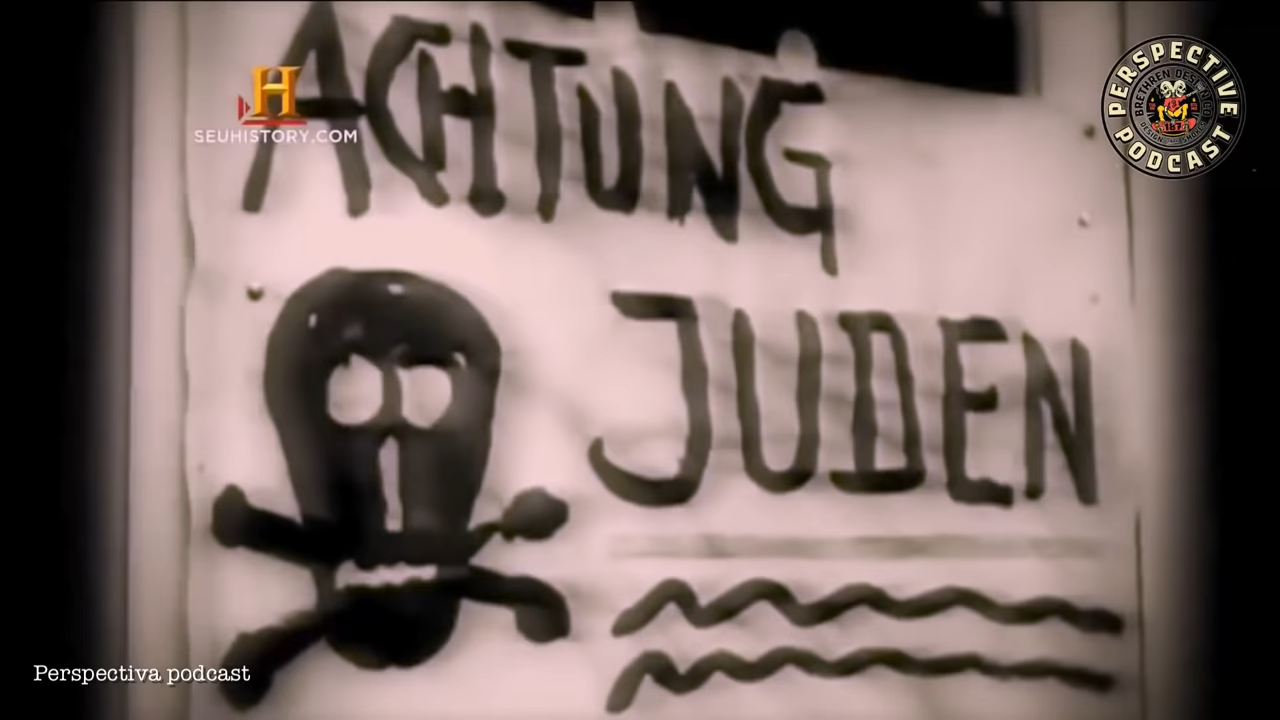 ACHTUNG
H
SEUHISTORY.COM
PERSPECTIVE
PODCAST
JUDEN
Perspectiva podcast